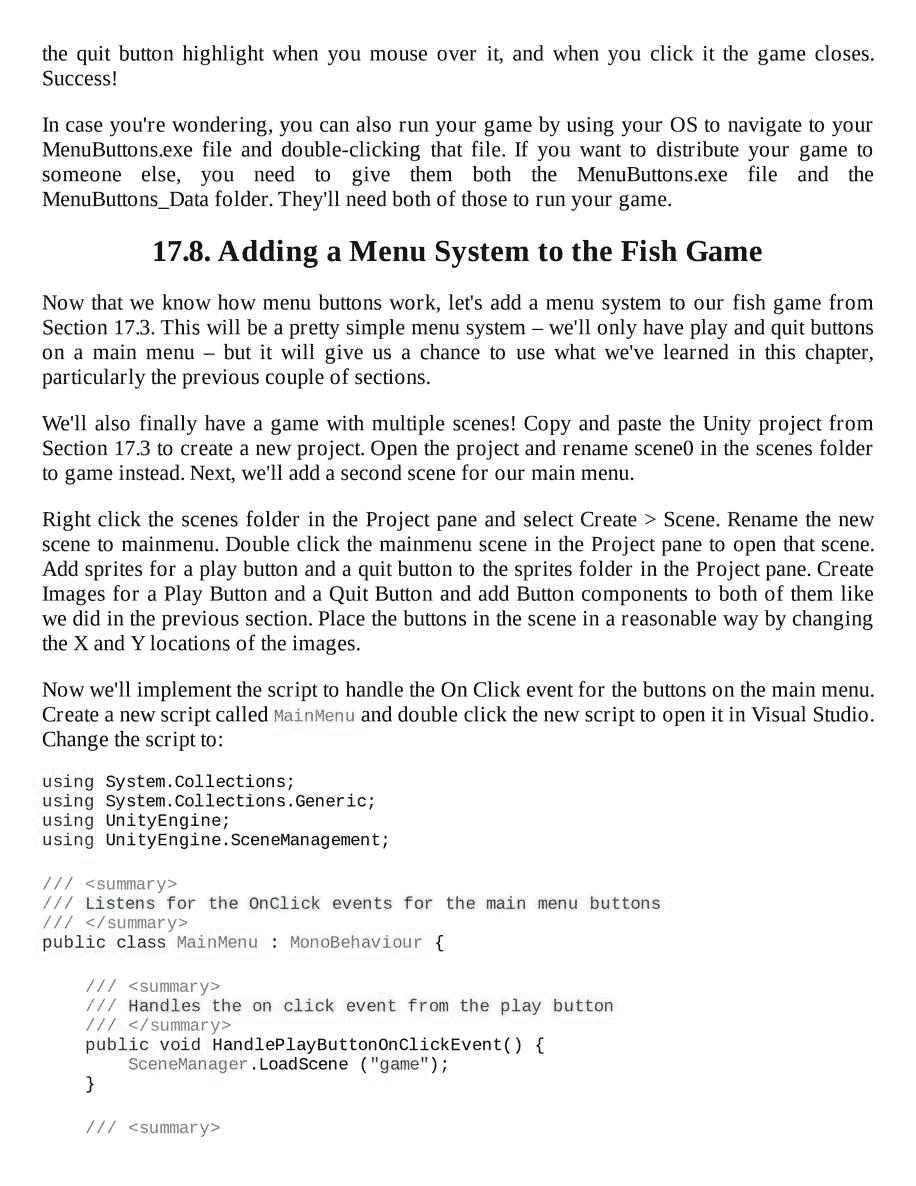 the quit button highlight when you mouse over it, and when you click it the game closes.
Success!
In case you're wondering, you can also run your game by using your OS to navigate to your
MenuButtons.exe file and double-clicking that file. If you want to distribute your game to
someone else, you need to give them both the MenuButtons.exe file and the
MenuButtons_Data folder. They'll need both of those to run your game.
17.8. Adding a Menu System to the Fish Game
Now that we know how menu buttons work, let's add a menu system to our fish game from
Section 17.3. This will be a pretty simple menu system – we'll only have play and quit buttons
on a main menu – but it will give us a chance to use what we've learned in this chapter,
particularly the previous couple of sections.
We'll also finally have a game with multiple scenes! Copy and paste the Unity project from
Section 17.3 to create a new project. Open the project and rename scene0 in the scenes folder
to game instead. Next, we'll add a second scene for our main menu.
Right click the scenes folder in the Project pane and select Create > Scene. Rename the new
scene to mainmenu. Double click the mainmenu scene in the Project pane to open that scene.
Add sprites for a play button and a quit button to the sprites folder in the Project pane. Create
Images for a Play Button and a Quit Button and add Button components to both of them like
we did in the previous section. Place the buttons in the scene in a reasonable way by changing
the X and Y locations of the images.
Now we'll implement the script to handle the On Click event for the buttons on the main menu.
Create a new script called MainMenu and double click the new script to open it in Visual Studio.
Change the script to:
using System.Collections;
using System.Collections.Generic;
using UnityEngine;
using UnityEngine.SceneManagement;
/// <summary>
/// Listens for the OnClick events for the main menu buttons
/// </summary>
public class MainMenu : MonoBehaviour {
/// <summary>
/// Handles the on click event from the play button
/// </summary>
public void HandlePlayButtonOnClickEvent() {
SceneManager.LoadScene ("game");
}
/// <summary>